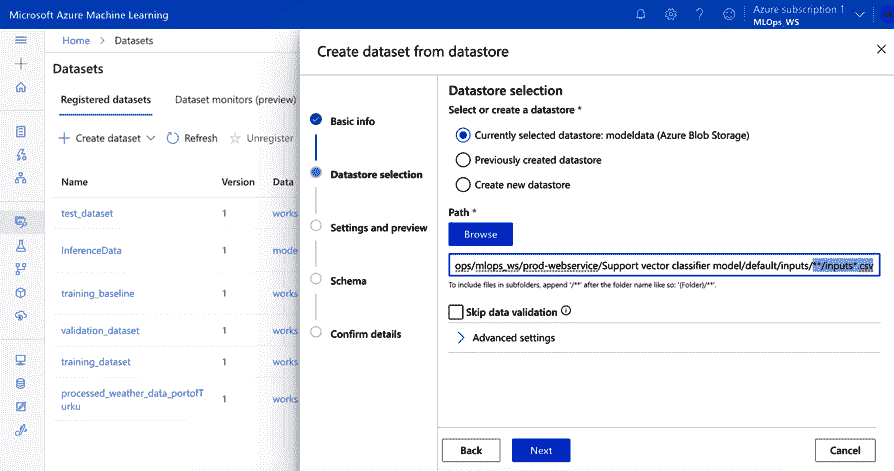 Microsoft Azure Machine Learning
Azure subscription 1
MLOps_WS
Home > Datasets
Datasets
Registered datasets Dataset monitors (preview)
Create dataset Refresh Unregister
Name Version Data
test_dataset 1 works
InferenceData 1 mode
training_baseline 1 works
validation_dataset 1 works
training_dataset 1 works
processed_weather_data_portofT
urku 1 works
Create dataset from datastore
Basic info
Datastore selection
Settings and preview
Schema
Confirm details
Datastore selection
Select or create a datastore *
Currently selected datastore: modeldata (Azure Blob Storage)
Previously created datastore
Create new datastore
Path *
Browse
ops/mlops_ws/prod-webservice/Support vector classifier model/default/inputs/**/inputs*.csv
To include files in subfolders, append '/**' after the folder name like so: '{Folder}/**'.
Skip data validation
Advanced settings
Back Next Cancel